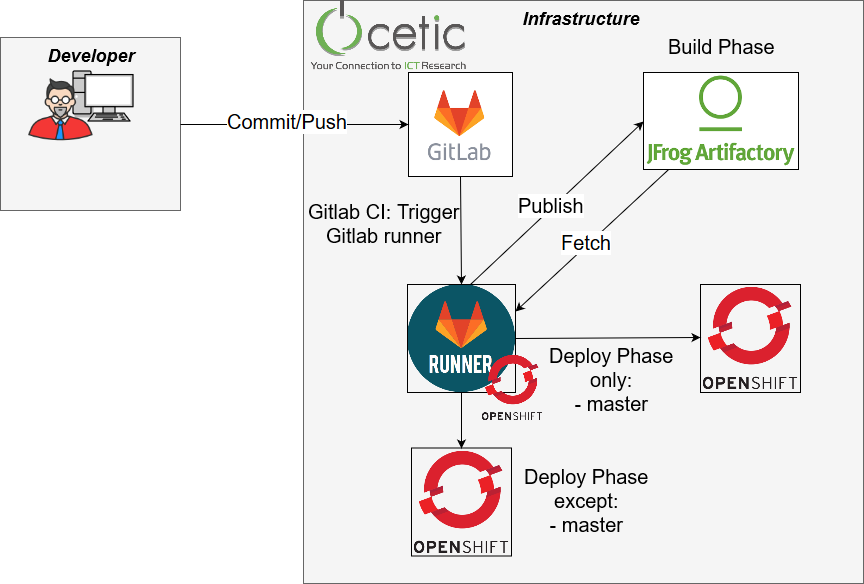 Developer
Commit/Push
cetic
Your Connection to ICT Research
Infrastructure
GitLab
Build Phase
JFrog Artifactory
Gitlab CI: Trigger
Gitlab runner
Publish
Fetch
RUNNER
OPENSHIFT
Deploy Phase
only:
- master
OPENSHIFT
OPENSHIFT
Deploy Phase
except:
- master